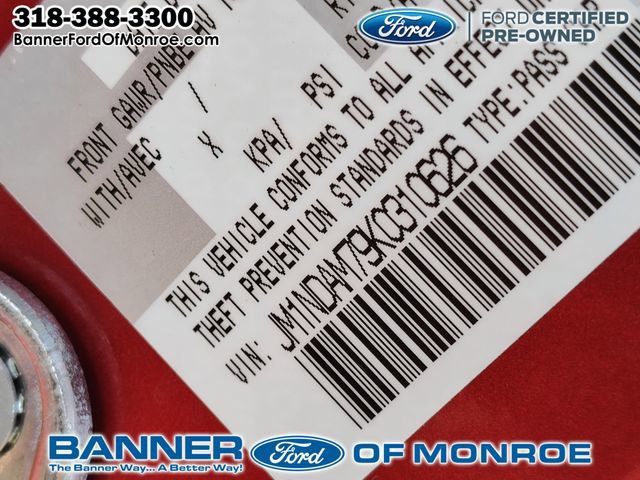 318-388-3300
BannerFordOfMonroe.com
Ford
FORD CERTIFIED
PRE-OWNED
FRONT GAWR/PNBE
WITH/AVEC / X KPA/ PSI
THIS VEHICLE CONFORMS TO ALL
THEFT PREVENTION STANDARDS IN EFFE
VIN: JM1NDAM79K0310626 TYPE:PASS
BANNER Ford OF MONROE
The Banner Way... A Better Way!